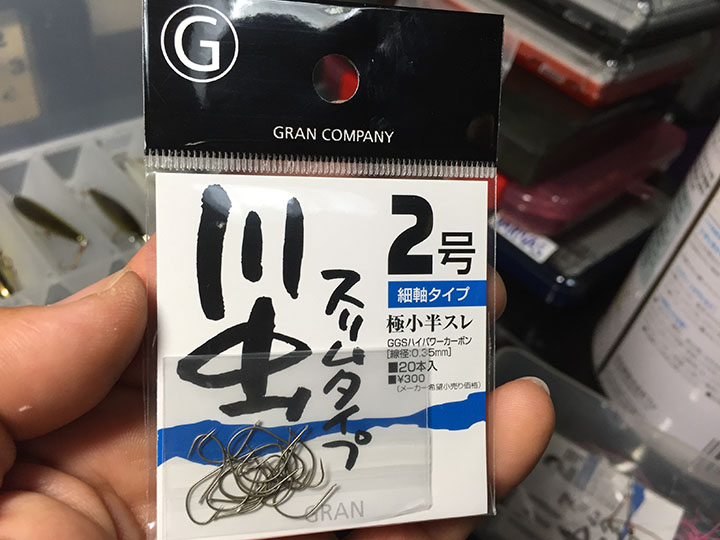 G
GRAN COMPANY
川虫
スリムタイプ
2号
細軸タイプ
極小半スレ
GGSハイパワーカーボン
[線径:0.35mm]
■20本入
■¥300
(メーカー希望小売り価格)
GRAN